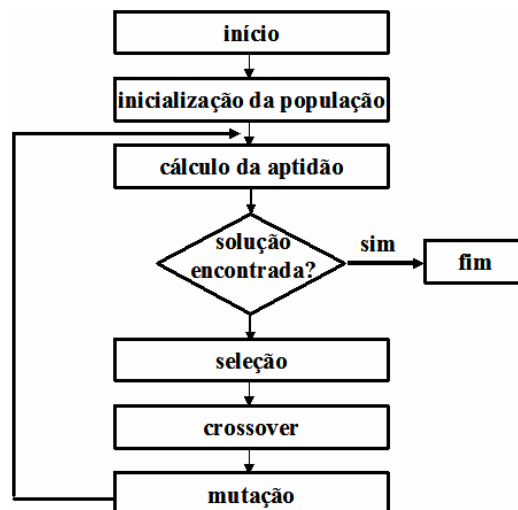 início
inicialização da população
cálculo da aptidão
solução
encontrada?
sim
fim
seleção
crossover
mutação